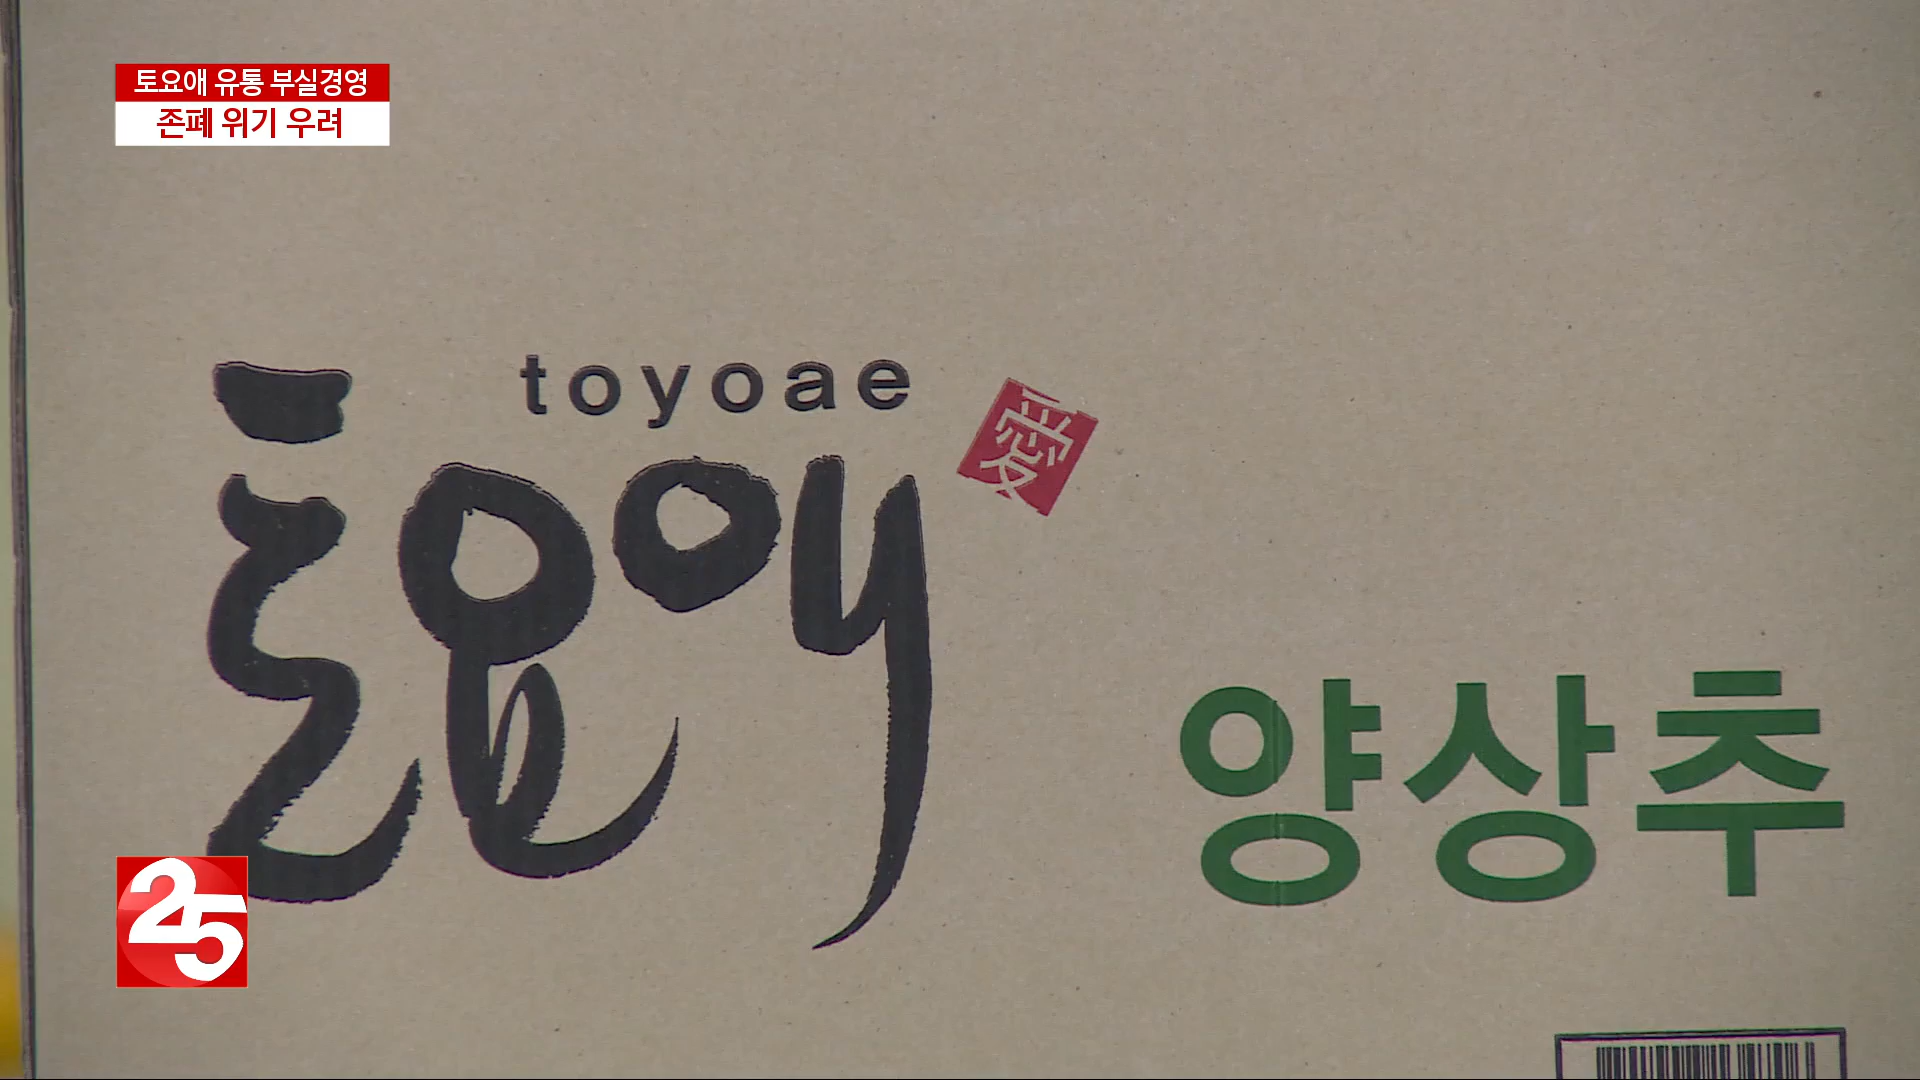 토요애 유통 부실경영
존폐 위기 우려
toyoae
愛
토요애
양상추
25